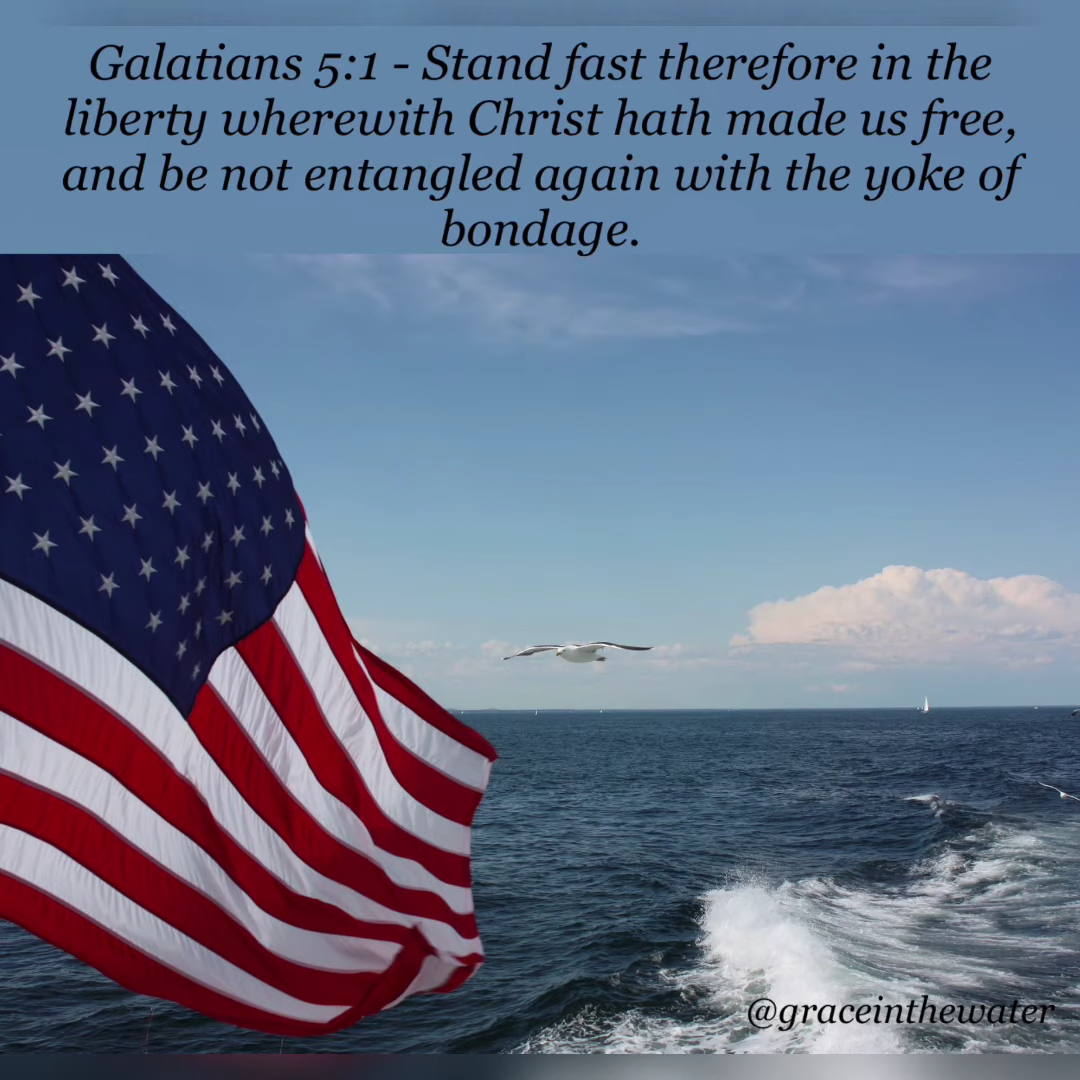 Galatians 5:1 - Stand fast therefore in the
liberty wherewith Christ hath made us free,
and be not entangled again with the yoke of
bondage.
@graceinthewater